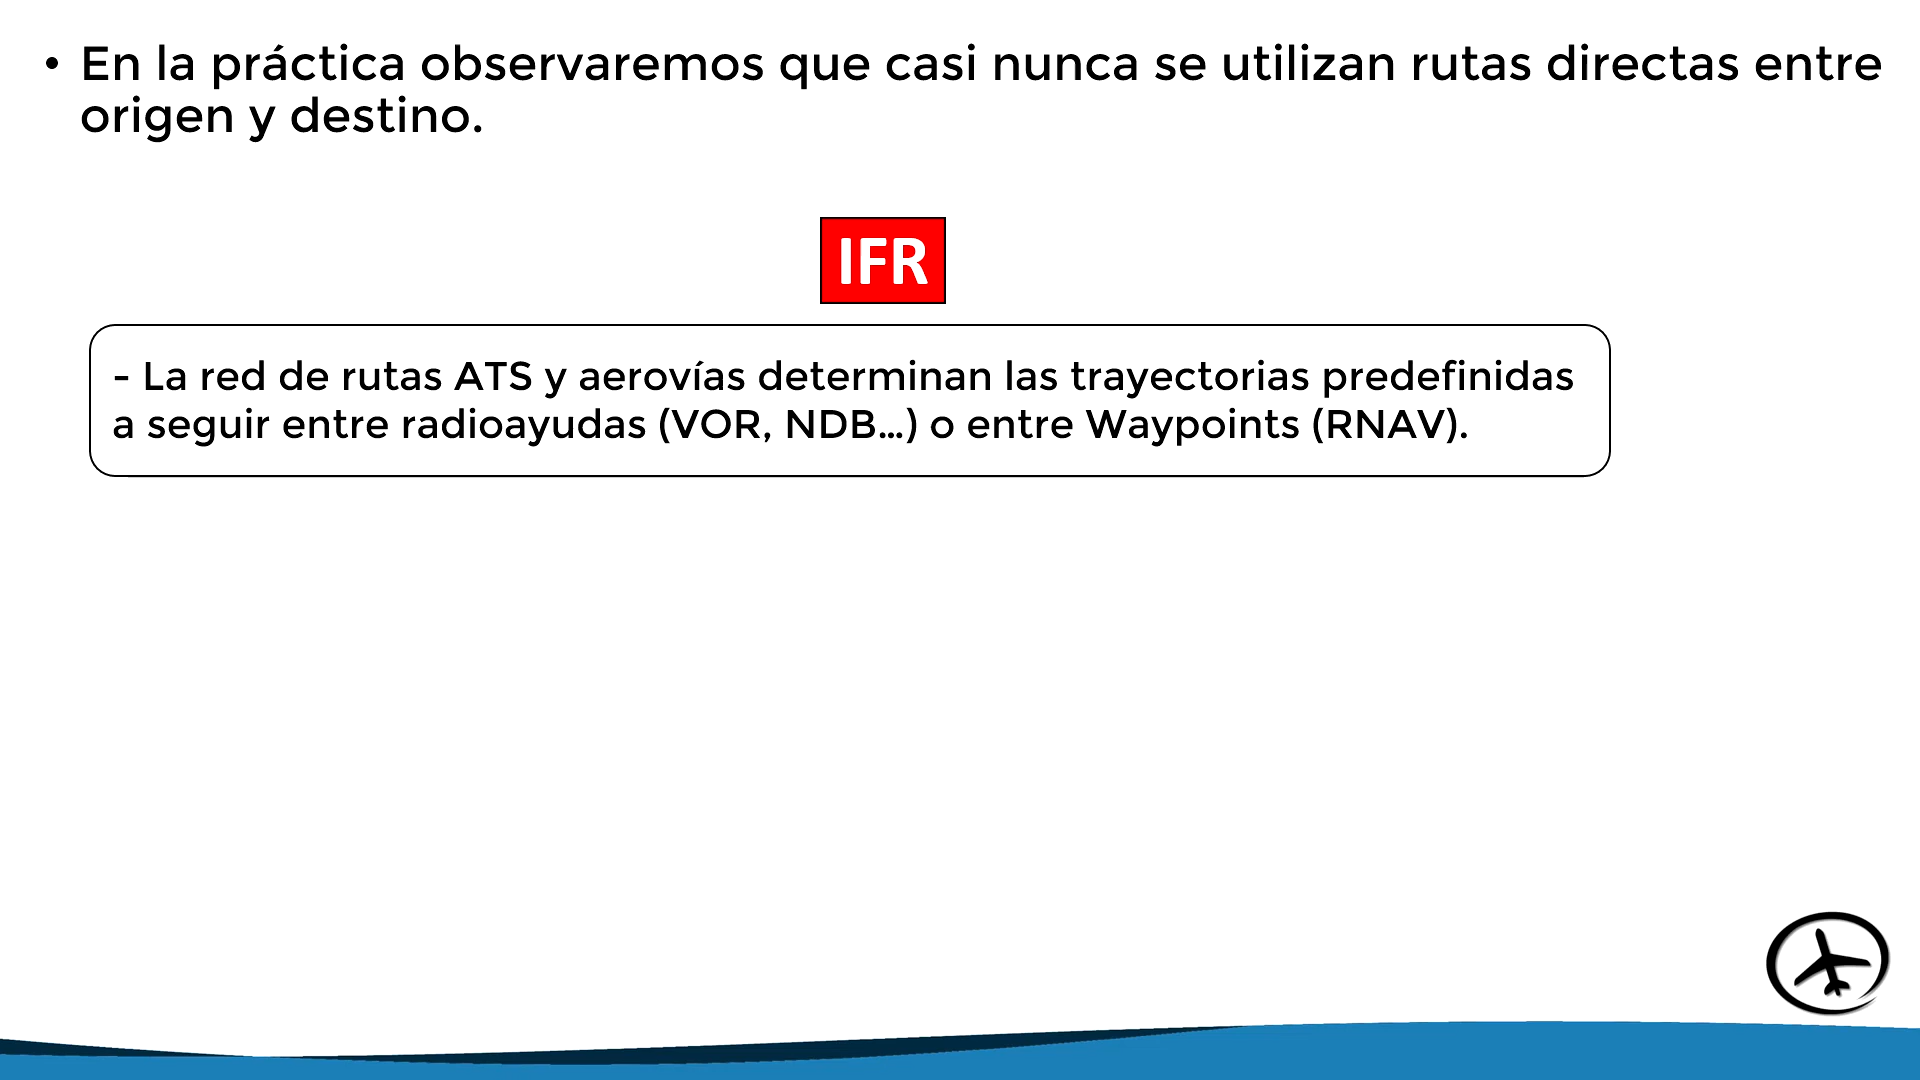 • En la práctica observaremos que casi nunca se utilizan rutas directas entre
origen y destino.
IFR
- La red de rutas ATS y aerovías determinan las trayectorias predefinidas
a seguir entre radioayudas (VOR, NDB...) o entre Waypoints (RNAV).